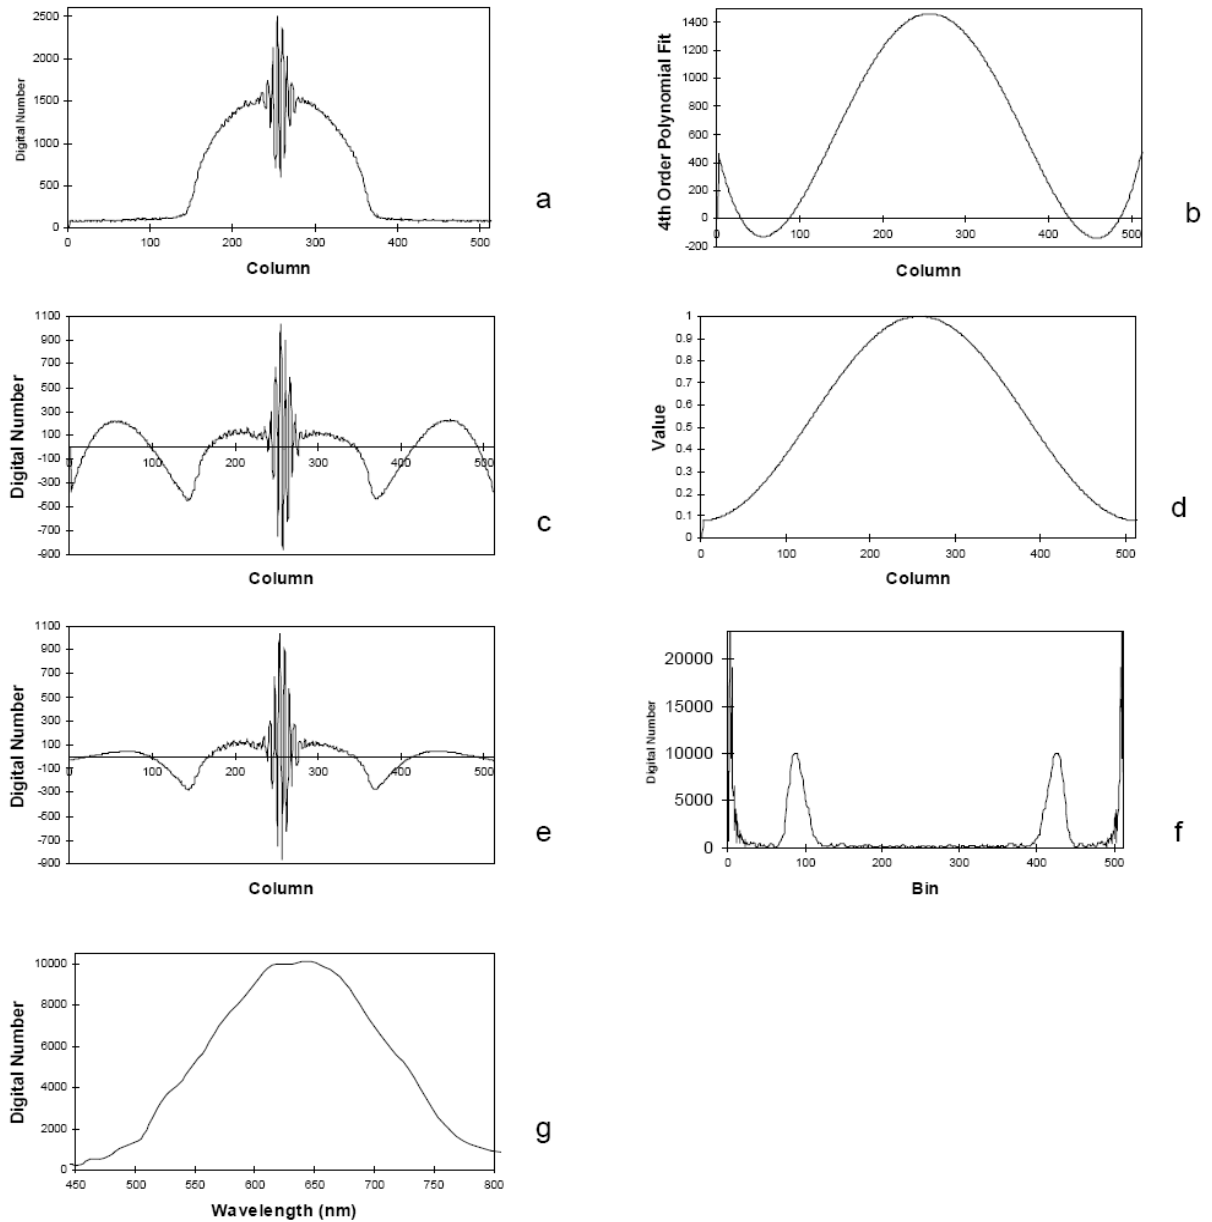 2500
2000
1500
1000
500
0
Digital Number
0 100 200 300 400 500
Column
a
1400
1200
1000
800
600
400
200
0
-200
4th Order Polynomial Fit
0 100 200 300 400 500
Column
b
1100
900
700
500
300
100
-100
-300
-500
-700
-900
Digital Number
0 100 200 300 400 500
Column
c
1
0.9
0.8
0.7
0.6
0.5
0.4
0.3
0.2
0.1
0
Value
0 100 200 300 400 500
Column
d
1100
900
700
500
300
100
-100
-300
-500
-700
-900
Digital Number
0 100 200 300 400 500
Column
e
20000
15000
10000
5000
0
Digital Number
0 100 200 300 400 500
Bin
f
10000
8000
6000
4000
2000
0
Digital Number
450 500 550 600 650 700 750 800
Wavelength (nm)
g